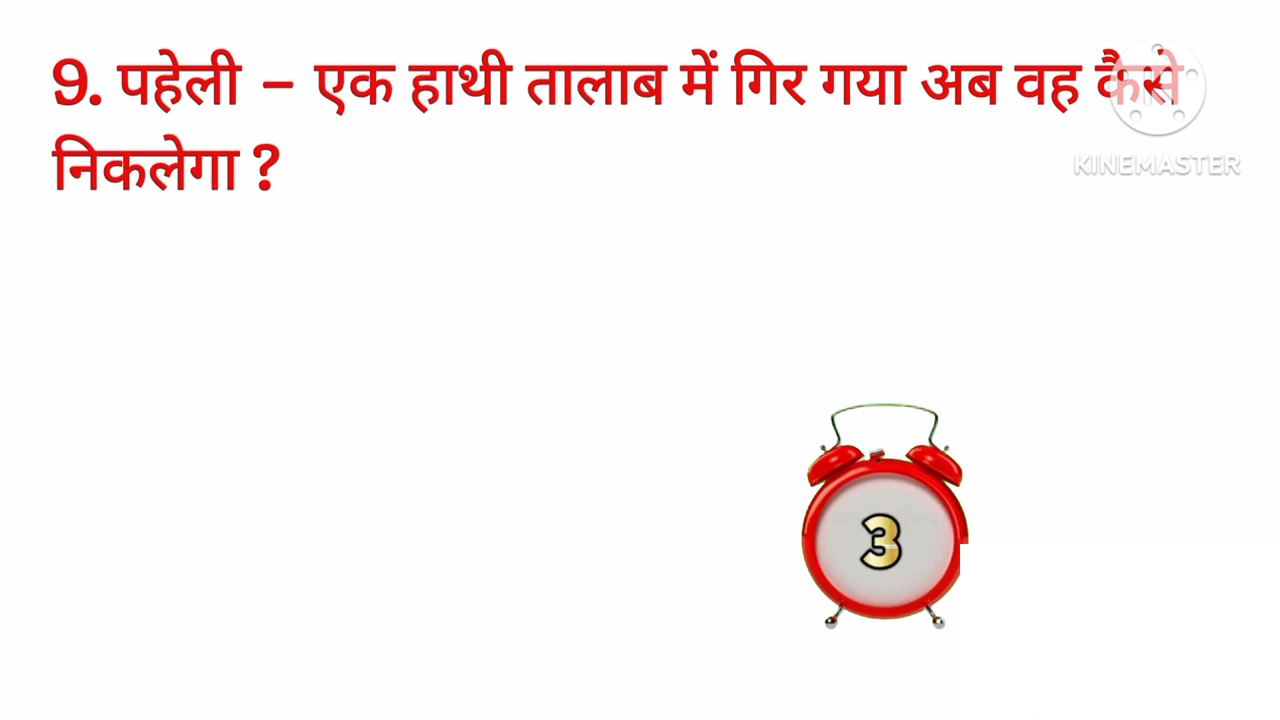 9. पहेली – एक हाथी तालाब में गिर गया अब वह कैसे
निकलेगा ?
KINEMASTER
3